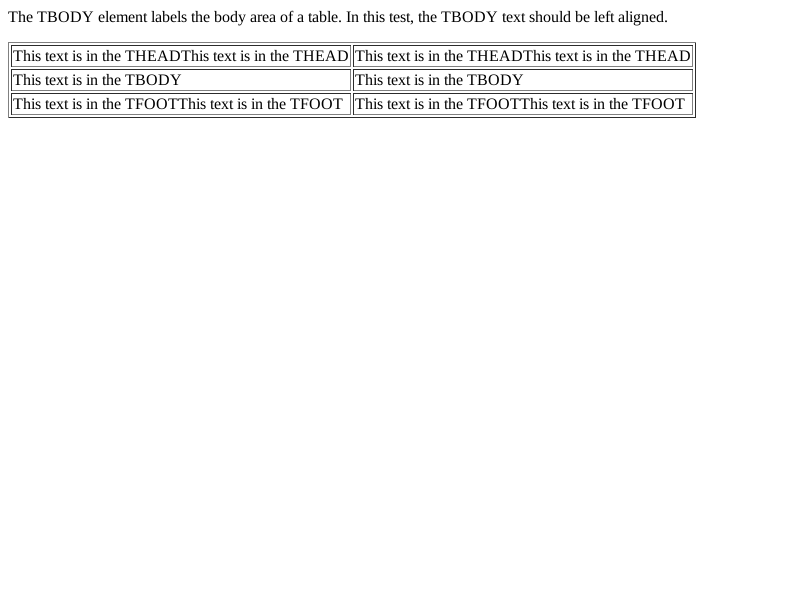 The TBODY element labels the body area of a table. In this test, the TBODY text should be left aligned.
This text is in the THEADThis text is in the THEAD This text is in the THEADThis text is in the THEAD
This text is in the TBODY This text is in the TBODY
This text is in the TFOOTThis text is in the TFOOT This text is in the TFOOTThis text is in the TFOOT